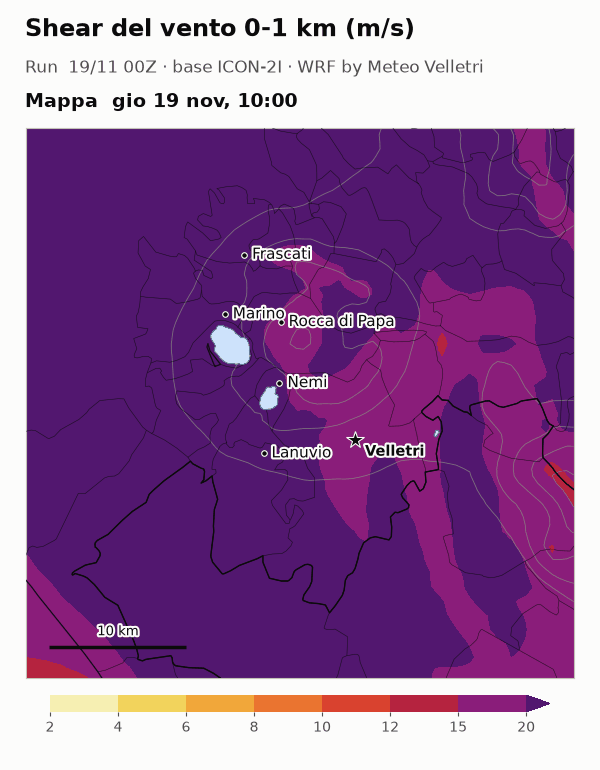 Shear del vento 0-1 km (m/s)
Run  19/11 00Z · base ICON-2I · WRF by Meteo Velletri
Mappa  gio 19 nov, 10:00
Frascati
Marino
Rocca di Papa
Nemi
Velletri
Lanuvio
10 km
2 4 6 8 10 12 15 20